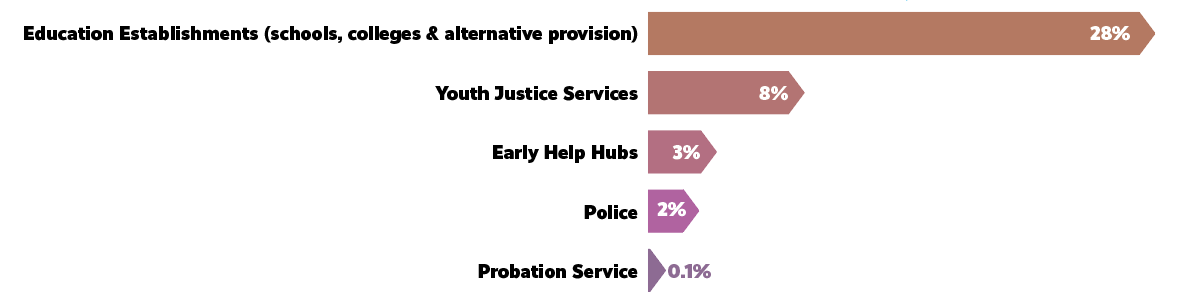 Education Establishments (schools, colleges & alternative provision) 28%
Youth Justice Services 8%
Early Help Hubs 3%
Police 2%
Probation Service 0.1%